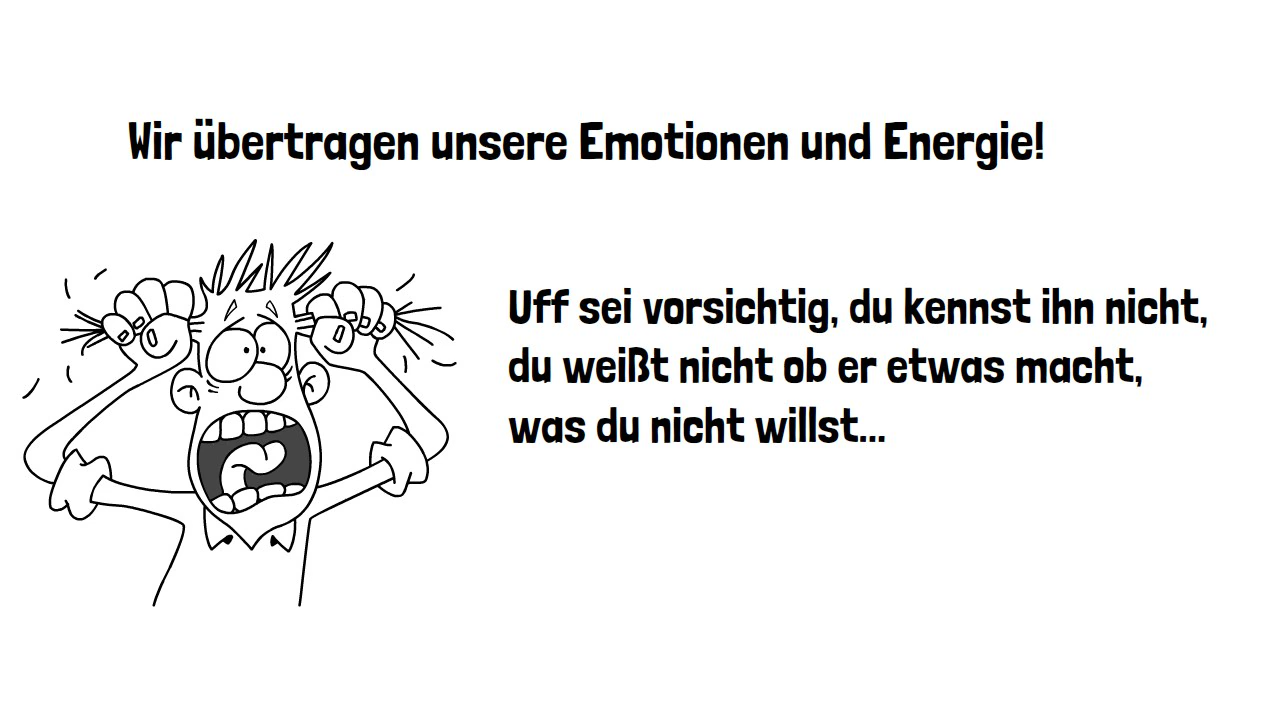 Wir übertragen unsere Emotionen und Energie!
Uff sei vorsichtig, du kennst ihn nicht,
du weißt nicht ob er etwas macht,
was du nicht willst...